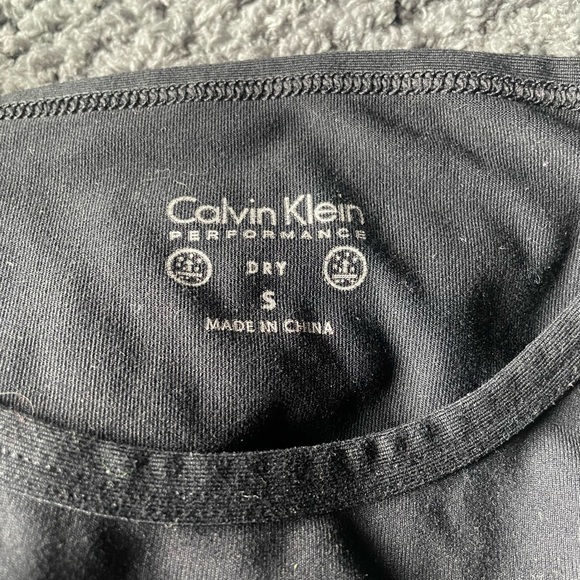 Calvin Klein
PERFORMANCE
DRY
S
MADE IN CHINA